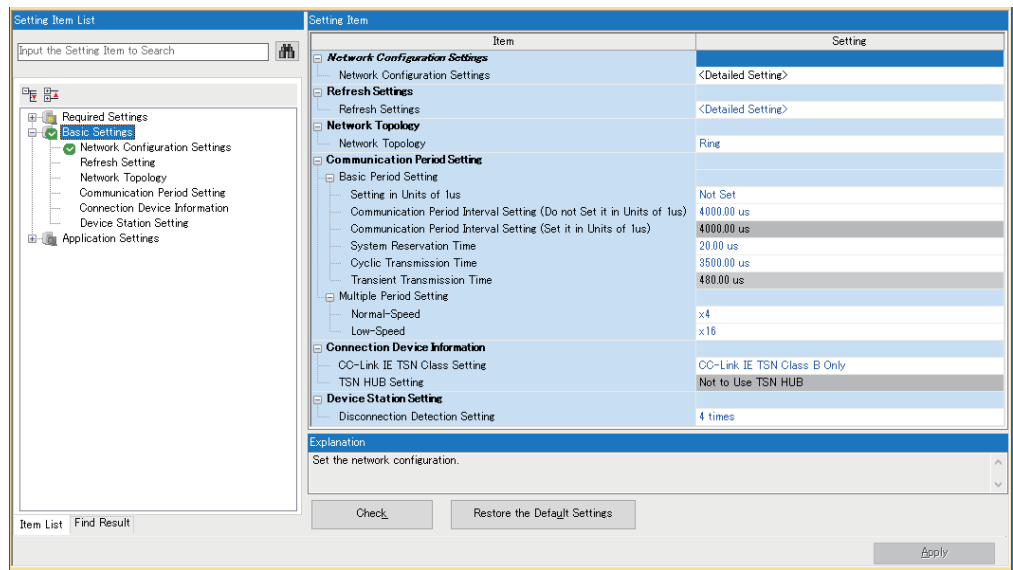 Setting Item List
Input the Setting Item to Search
Required Settings
Basic Settings
Network Configuration Settings
Refresh Setting
Network Topology
Communication Period Setting
Connection Device Information
Device Station Setting
Application Settings
Item List Find Result
Setting Item
Item Setting
Network Configuration Settings
Network Configuration Settings <Detailed Setting>
Refresh Settings
Refresh Settings <Detailed Setting>
Network Topology
Network Topology Ring
Communication Period Setting
Basic Period Setting
Setting in Units of 1us Not Set
Communication Period Interval Setting (Do not Set it in Units of 1us) 4000.00 us
Communication Period Interval Setting (Set it in Units of 1us) 4000.00 us
System Reservation Time 20.00 us
Cyclic Transmission Time 3500.00 us
Transient Transmission Time 480.00 us
Multiple Period Setting
Normal-Speed x4
Low-Speed x16
Connection Device Information
CC-Link IE TSN Class Setting CC-Link IE TSN Class B Only
TSN HUB Setting Not to Use TSN HUB
Device Station Setting
Disconnection Detection Setting 4 times
Explanation
Set the network configuration.
Check Restore the Default Settings
Apply